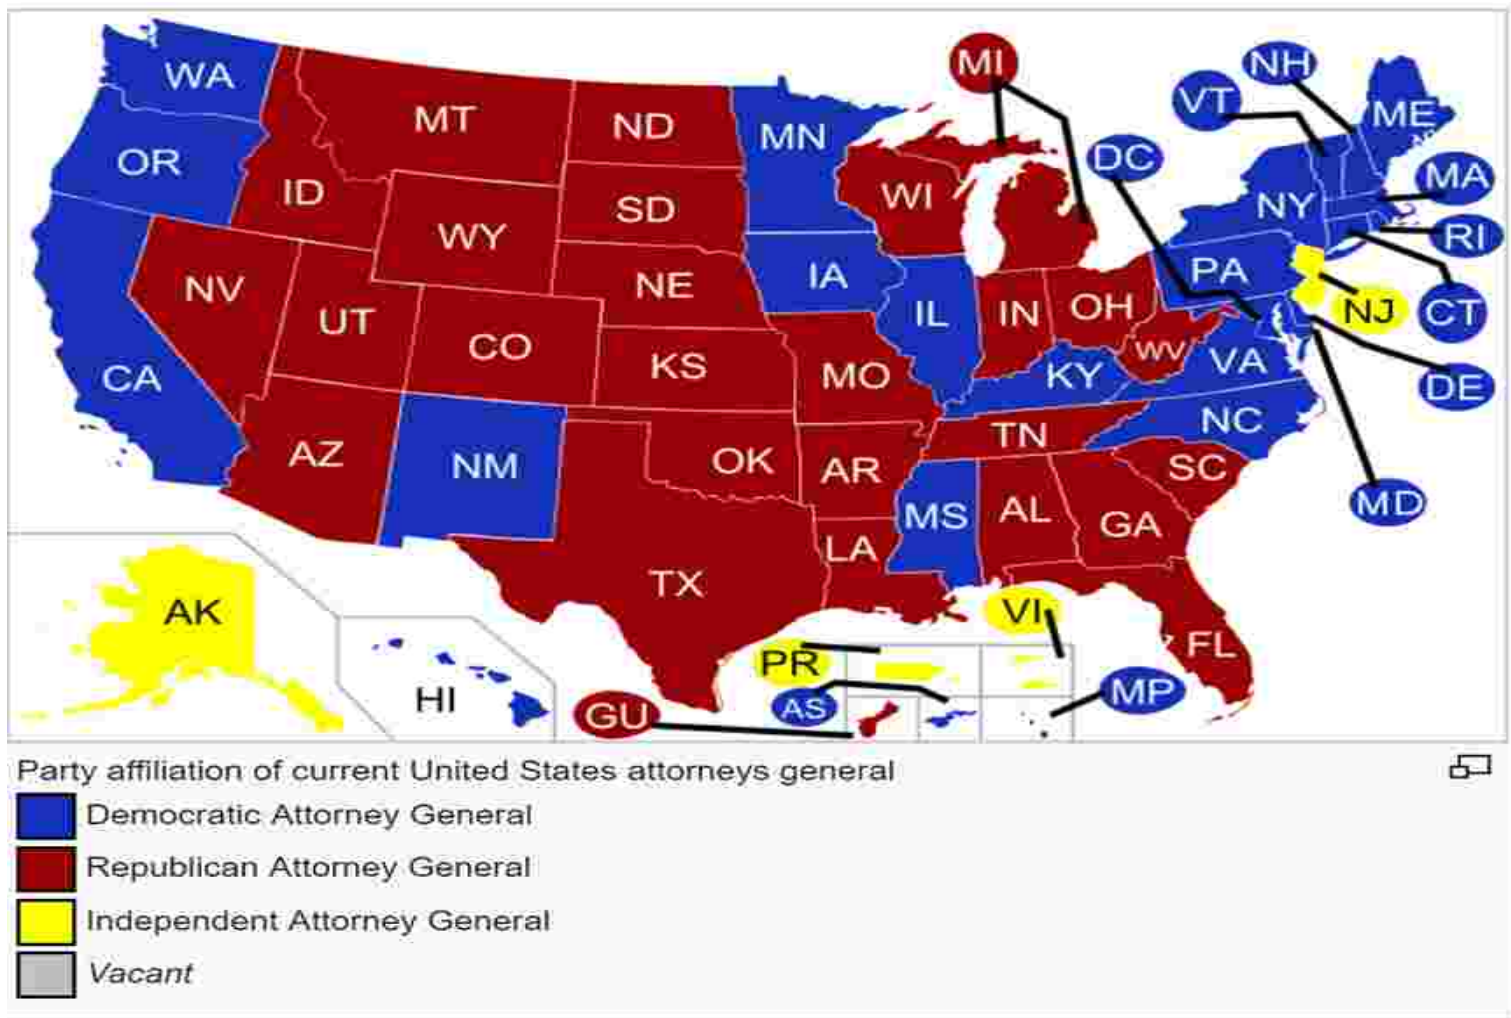 WA
OR
CA
MT
ID
NV
UT
AZ
WY
CO
NM
ND
SD
NE
KS
OK
TX
MN
IA
MO
AR
LA
WI
MI
IL
IN
OH
KY
TN
MS
AL
GA
FL
SC
NC
VA
WV
PA
NY
ME
NH
VT
DC
MA
RI
CT
NJ
DE
MD
AK
HI
GU
PR
AS
VI
MP
Party affiliation of current United States attorneys general
Democratic Attorney General
Republican Attorney General
Independent Attorney General
Vacant